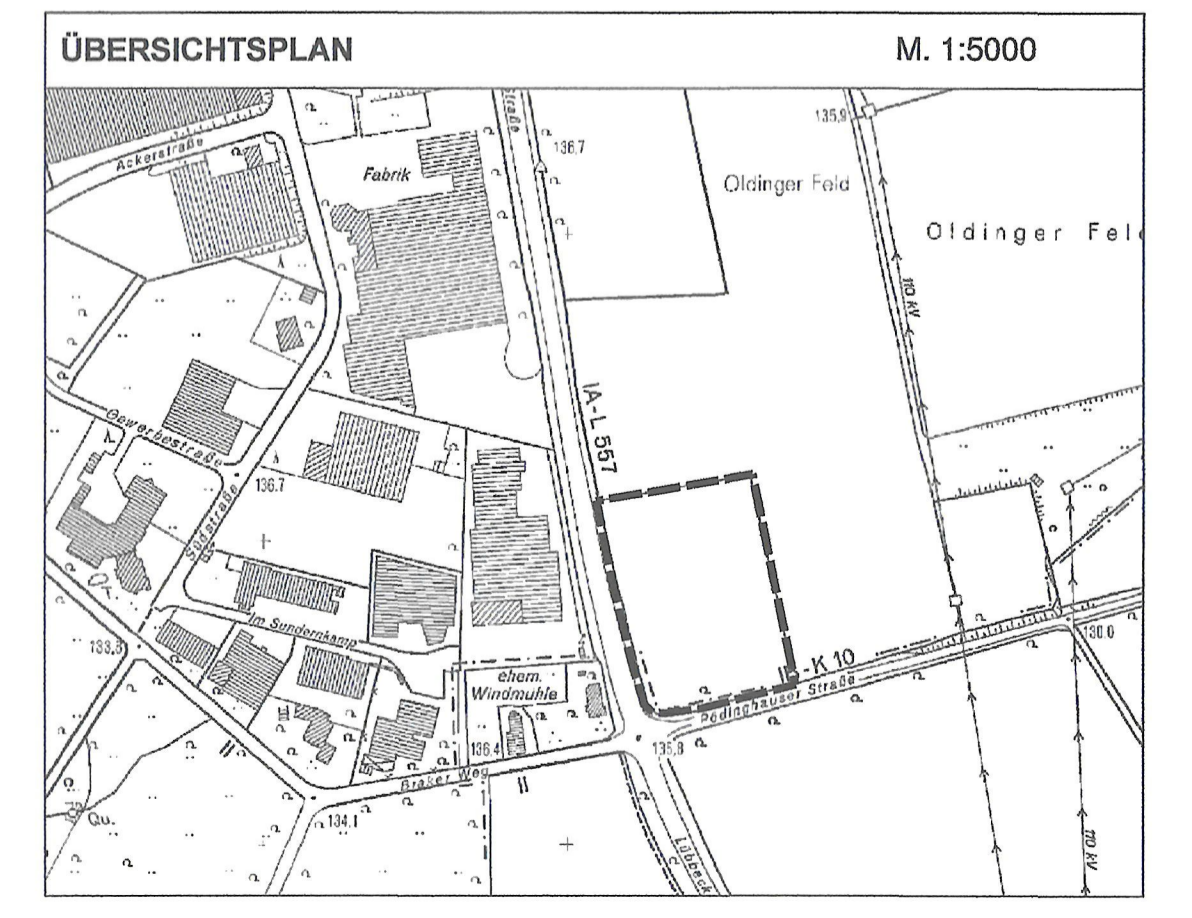 ÜBERSICHTSPLAN M. 1:5000
straße
135,9
Ackerstraße
136.7
Fabrik
Oldinger Feld
Oldinger Fel
110 kV
IA-L 557
Gewerbestraße
136.7
Südstraße
Im Sundernkamp
133,3
130.0
-K 10
ehem.
Windmuhle
Pödinghauser Straße
136.4
135,8
Braker Weg
134.1
Qu.
Lübbeck
110 kV